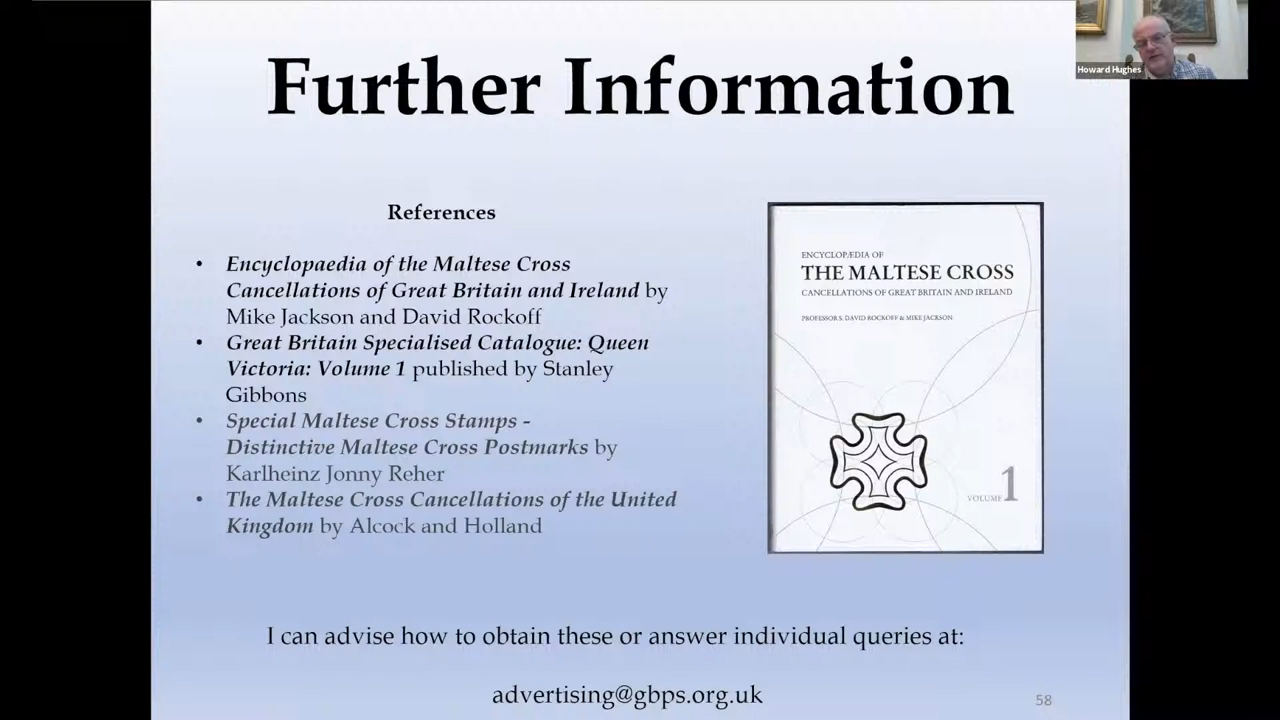 Further Information
Howard Hughes
References
• Encyclopaedia of the Maltese Cross
Cancellations of Great Britain and Ireland by
Mike Jackson and David Rockoff
• Great Britain Specialised Catalogue: Queen
Victoria: Volume 1 published by Stanley
Gibbons
• Special Maltese Cross Stamps -
Distinctive Maltese Cross Postmarks by
Karlheinz Jonny Reher
• The Maltese Cross Cancellations of the United
Kingdom by Alcock and Holland
ENCYCLOPÆDIA OF
THE MALTESE CROSS
CANCELLATIONS OF GREAT BRITAIN AND IRELAND
PROFESSOR S. DAVID ROCKOFF & MIKE JACKSON
VOLUME 1
I can advise how to obtain these or answer individual queries at:
advertising@gbps.org.uk
58